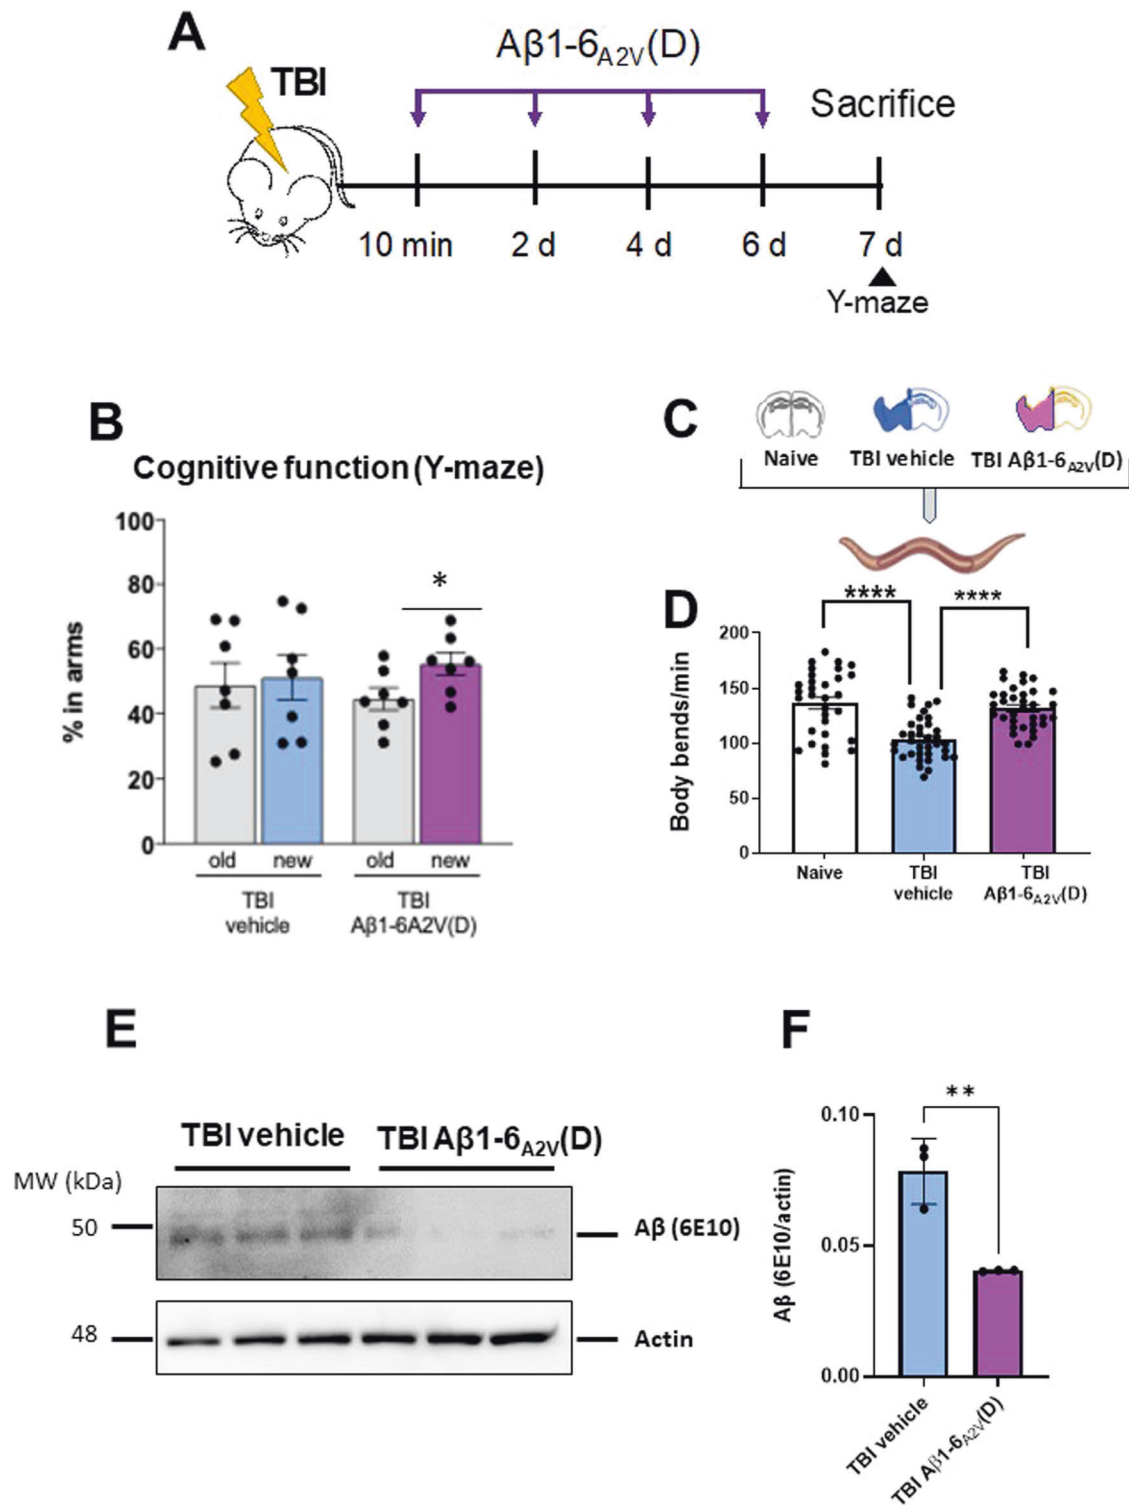 A
Aβ1-6A2V(D)
TBI
Sacrifice
10 min 2 d 4 d 6 d 7 d
Y-maze
B
Cognitive function (Y-maze)
% in arms
100
80
60
40
20
0
*
old new old new
TBI vehicle
TBI Aβ1-6A2V(D)
C
Naive TBI vehicle TBI Aβ1-6A2V(D)
D
**** ****
Body bends/min
200
150
100
50
0
Naive
TBI vehicle
TBI Aβ1-6A2V(D)
E
TBI vehicle TBI Aβ1-6A2V(D)
MW (kDa)
50 Aβ (6E10)
48 Actin
F
**
Aβ (6E10/actin)
0.10
0.05
0.00
TBI vehicle
TBI Aβ1-6A2V(D)